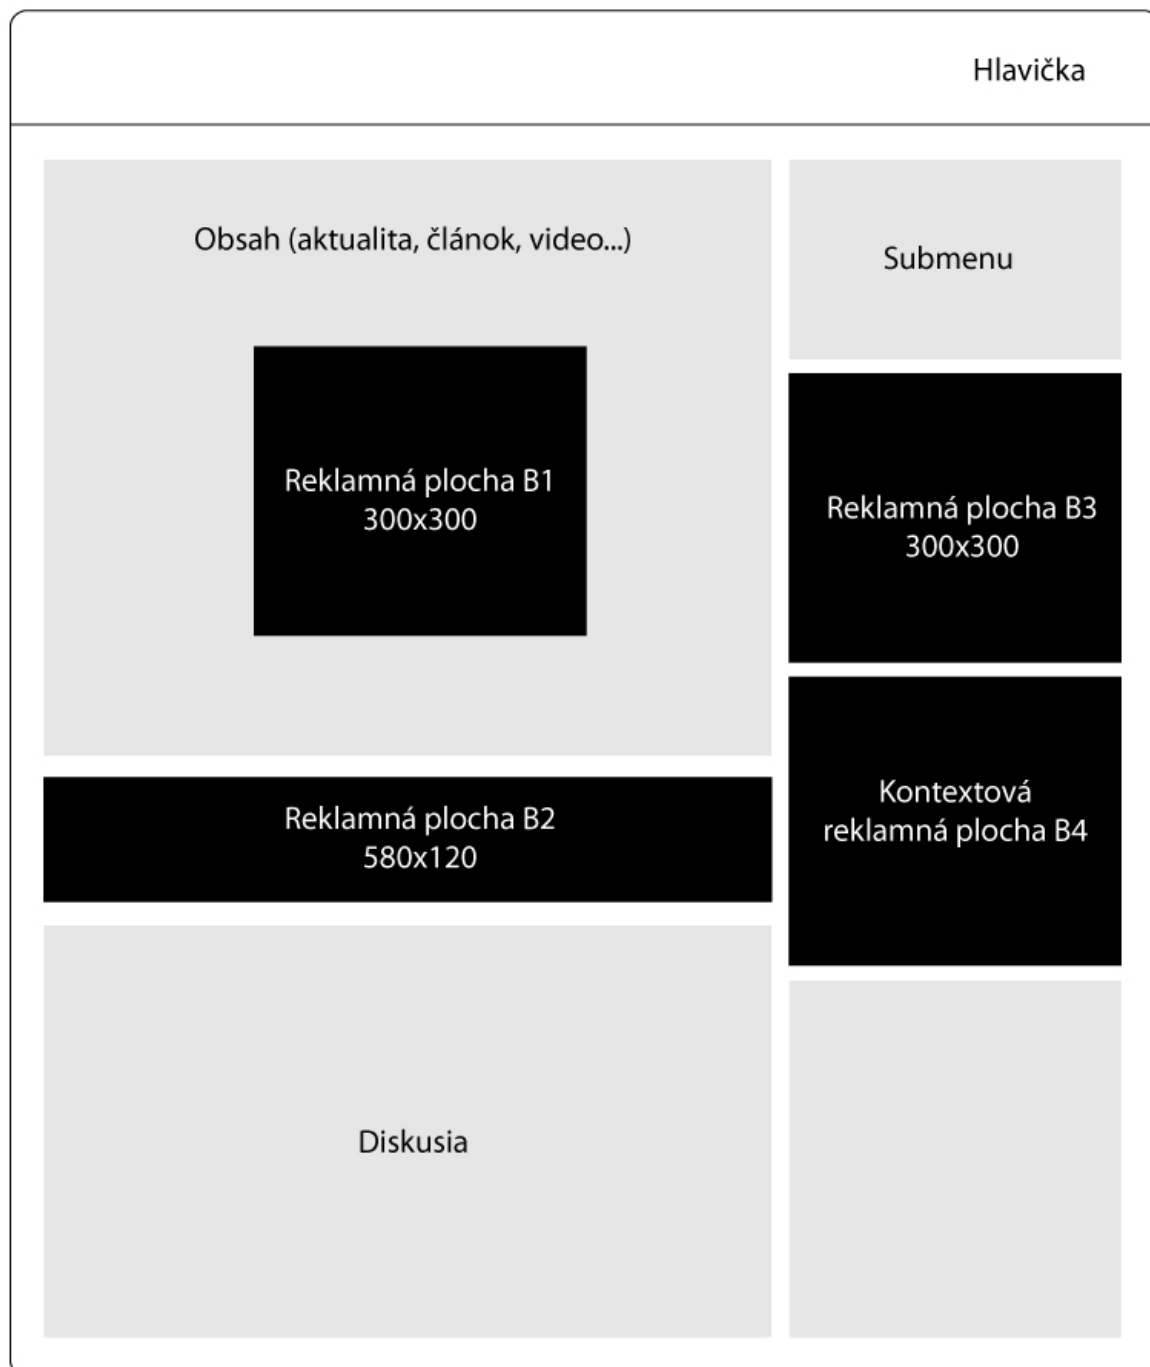 Hlavička
Obsah (aktualita, článok, video...)
Reklamná plocha B1
300x300
Reklamná plocha B2
580x120
Diskusia
Submenu
Reklamná plocha B3
300x300
Kontextová
reklamná plocha B4